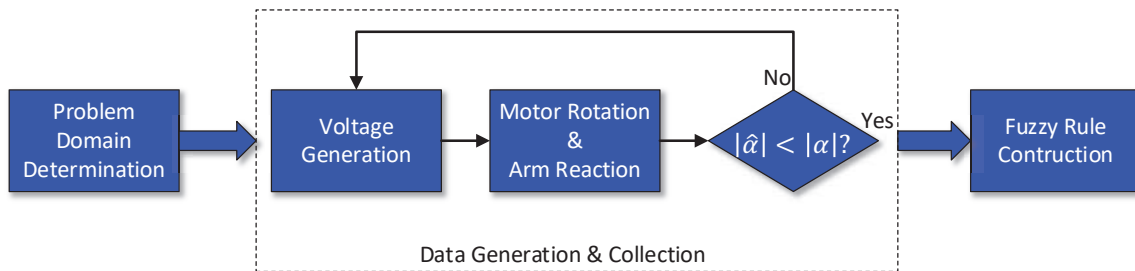 Problem
Domain
Determination
Voltage
Generation
Motor Rotation
&
Arm Reaction
No
|α̂| < |α|?
Yes
Fuzzy Rule
Contruction
Data Generation & Collection